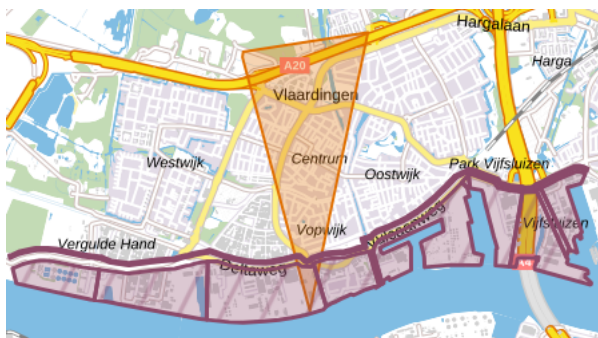 Hargalaan
A20
Harga
Vlaardingen
Westwijk
Centrum
Park Vijfsluizen
Oostwijk
Vopwijk
Vijfsluizen
Vergulde Hand
Deltaweg
A4